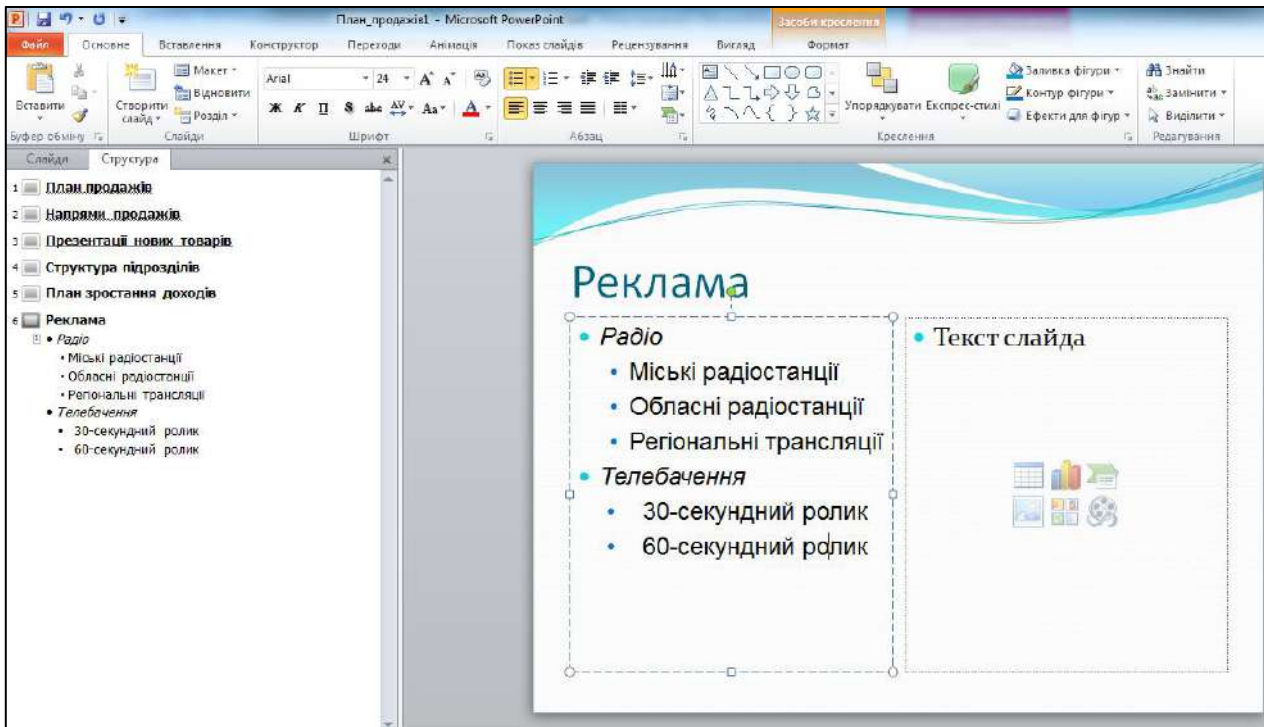 План_продажів1 - Microsoft PowerPoint
Засоби креслення
Файл Основне Вставлення Конструктор Переходи Анімація Показ слайдів Рецензування Вигляд Формат
Вставити
Створити слайд
Макет
Відновити
Розділ
Arial 24
Ж К П S abc AV Aa А
Упорядкувати Експрес-стилі
Заливка фігури
Контур фігури
Ефекти для фігур
Знайти
Замінити
Виділити
Буфер обміну Слайди Шрифт Абзац Креслення Редагування
Слайди Структура
1 План продажів
2 Напрями продажів
3 Презентації нових товарів
4 Структура підрозділів
5 План зростання доходів
6 Реклама
1 • Радіо
• Міські радіостанції
• Обласні радіостанції
• Регіональні трансляції
• Телебачення
• 30-секундний ролик
• 60-секундний ролик
Реклама
• Радіо
• Міські радіостанції
• Обласні радіостанції
• Регіональні трансляції
• Телебачення
• 30-секундний ролик
• 60-секундний ролик
• Текст слайда